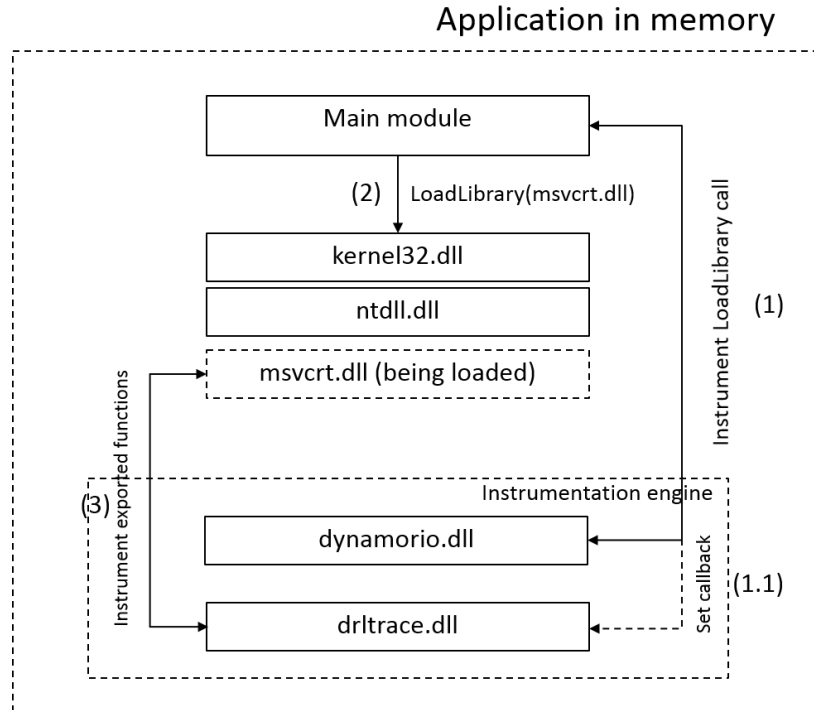 Application in memory
Main module
(2)
LoadLibrary(msvcrt.dll)
kernel32.dll
ntdll.dll
msvcrt.dll (being loaded)
Instrument LoadLibrary call
(1)
Instrument exported functions
(3)
Instrumentation engine
dynamorio.dll
drltrace.dll
Set callback
(1.1)